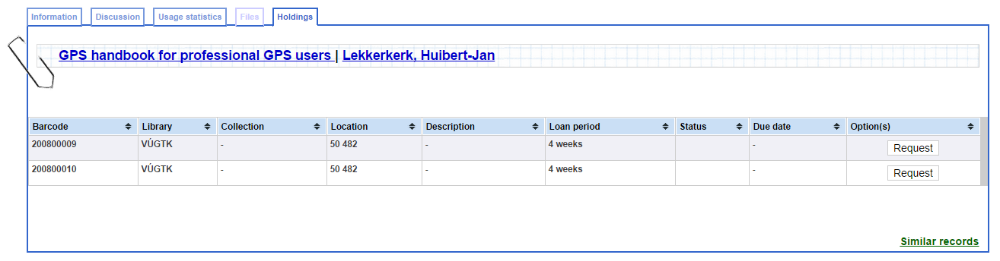 Information Discussion Usage statistics Files Holdings
GPS handbook for professional GPS users | Lekkerkerk, Huibert-Jan
Barcode Library Collection Location Description Loan period Status Due date Option(s)
200800009 VÚGTK - 50 482 - 4 weeks - Request
200800010 VÚGTK - 50 482 - 4 weeks - Request
Similar records